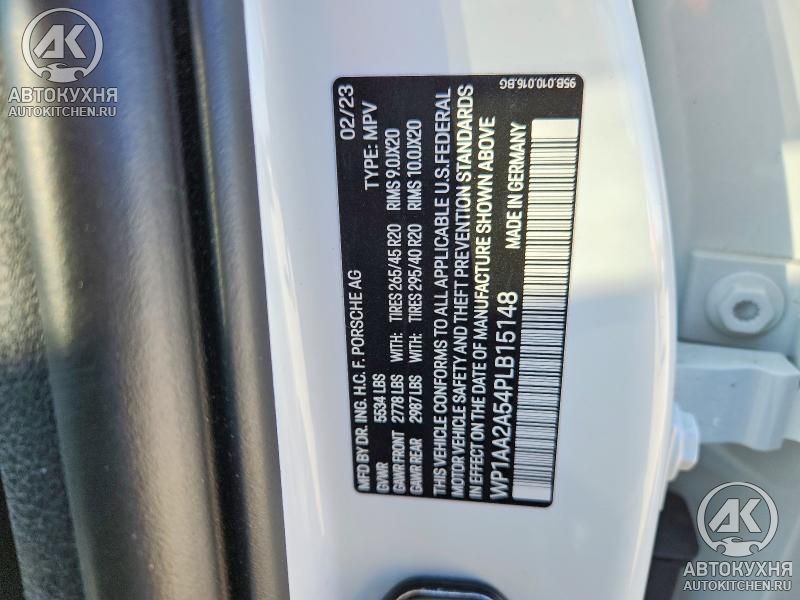 AK
АВТОКУХНЯ
AUTOKITCHEN.RU
MFD BY DR. ING. H.C. F. PORSCHE AG 02/23
GVWR 5534 LBS TYPE: MPV
GAWR FRONT 2778 LBS WITH: TIRES 265/45 R20 RIMS 9.0JX20
GAWR REAR 2987 LBS WITH: TIRES 295/40 R20 RIMS 10.0JX20
THIS VEHICLE CONFORMS TO ALL APPLICABLE U.S. FEDERAL
MOTOR VEHICLE SAFETY AND THEFT PREVENTION STANDARDS
IN EFFECT ON THE DATE OF MANUFACTURE SHOWN ABOVE
WP1AA2A54PLB15148 MADE IN GERMANY
95B.010.016.BG
AK
АВТОКУХНЯ
AUTOKITCHEN.RU